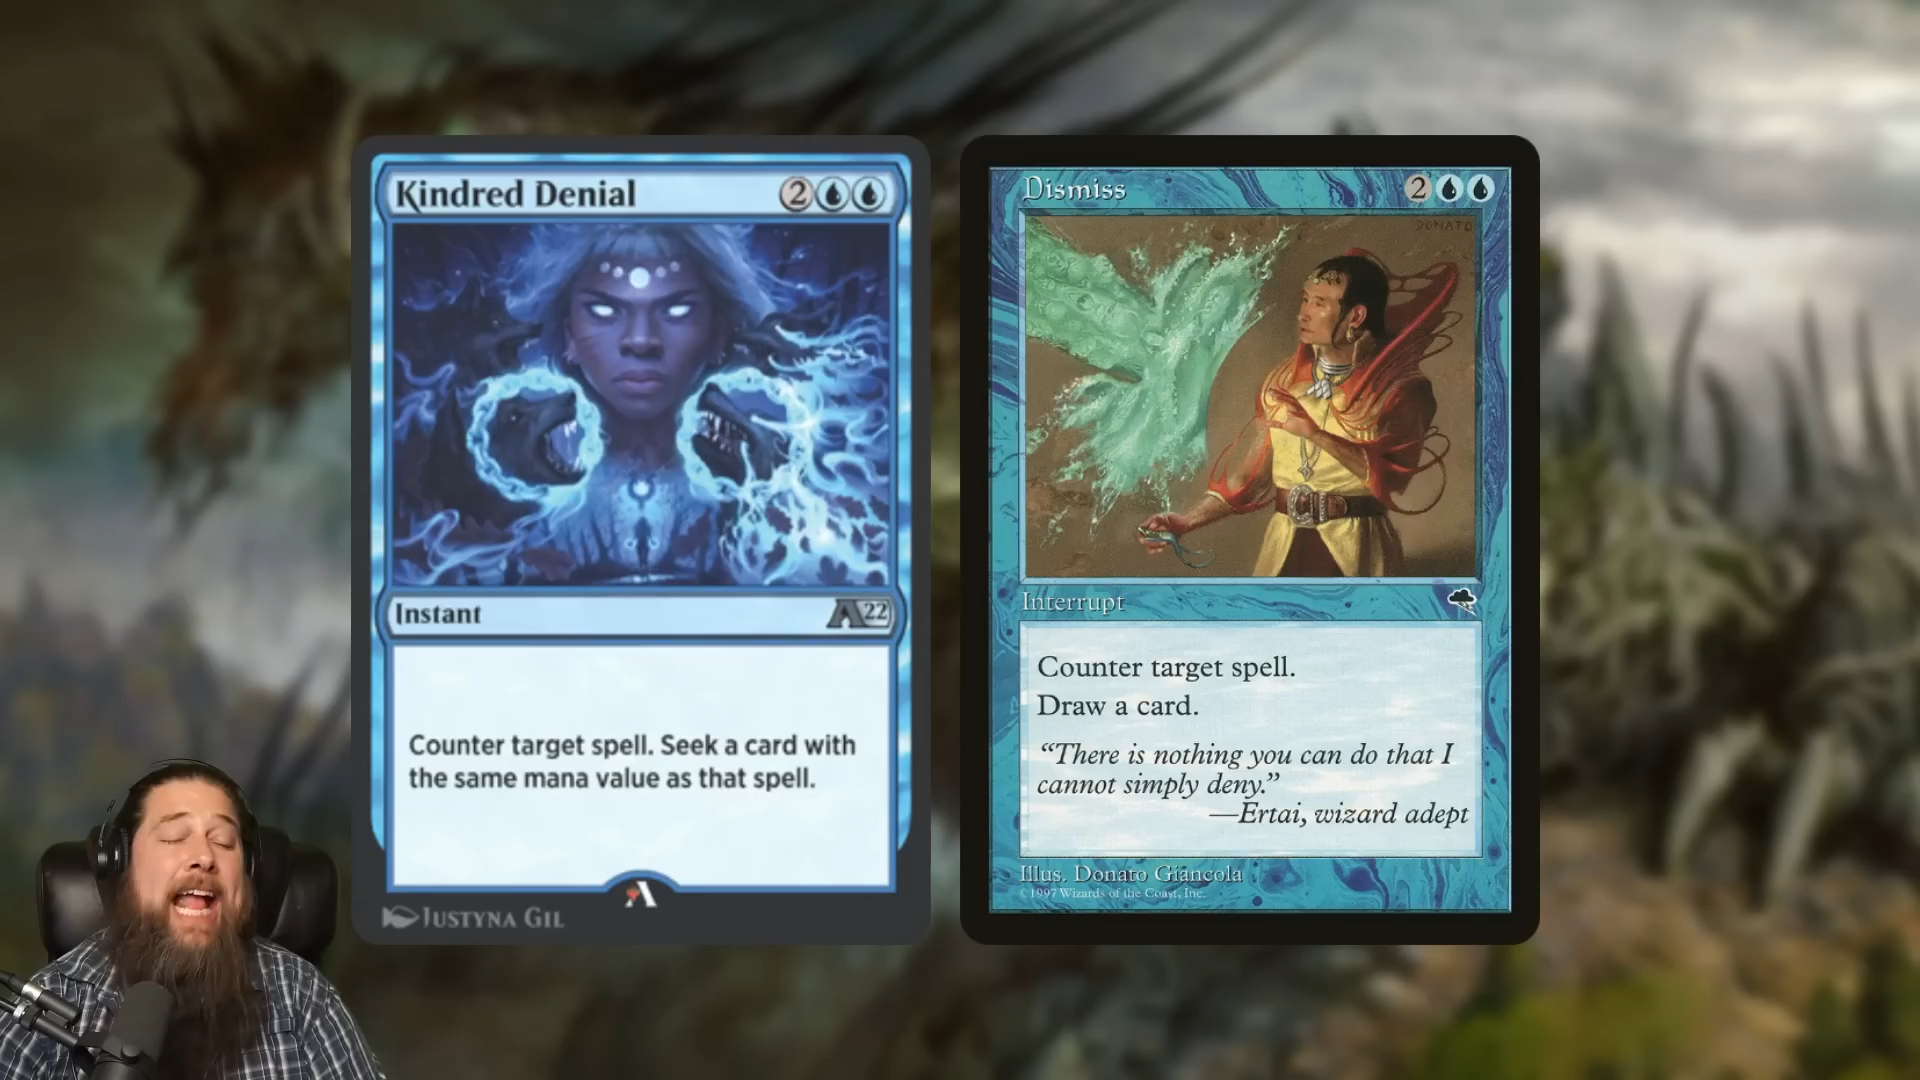 Kindred Denial
2
Instant
A22
Counter target spell. Seek a card with
the same mana value as that spell.
A
JUSTYNA GIL
Dismiss
2
DONATO
Interrupt
Counter target spell.
Draw a card.
“There is nothing you can do that I
cannot simply deny.”
—Ertai, wizard adept
Illus. Donato Giancola
©1997 Wizards of the Coast, Inc.